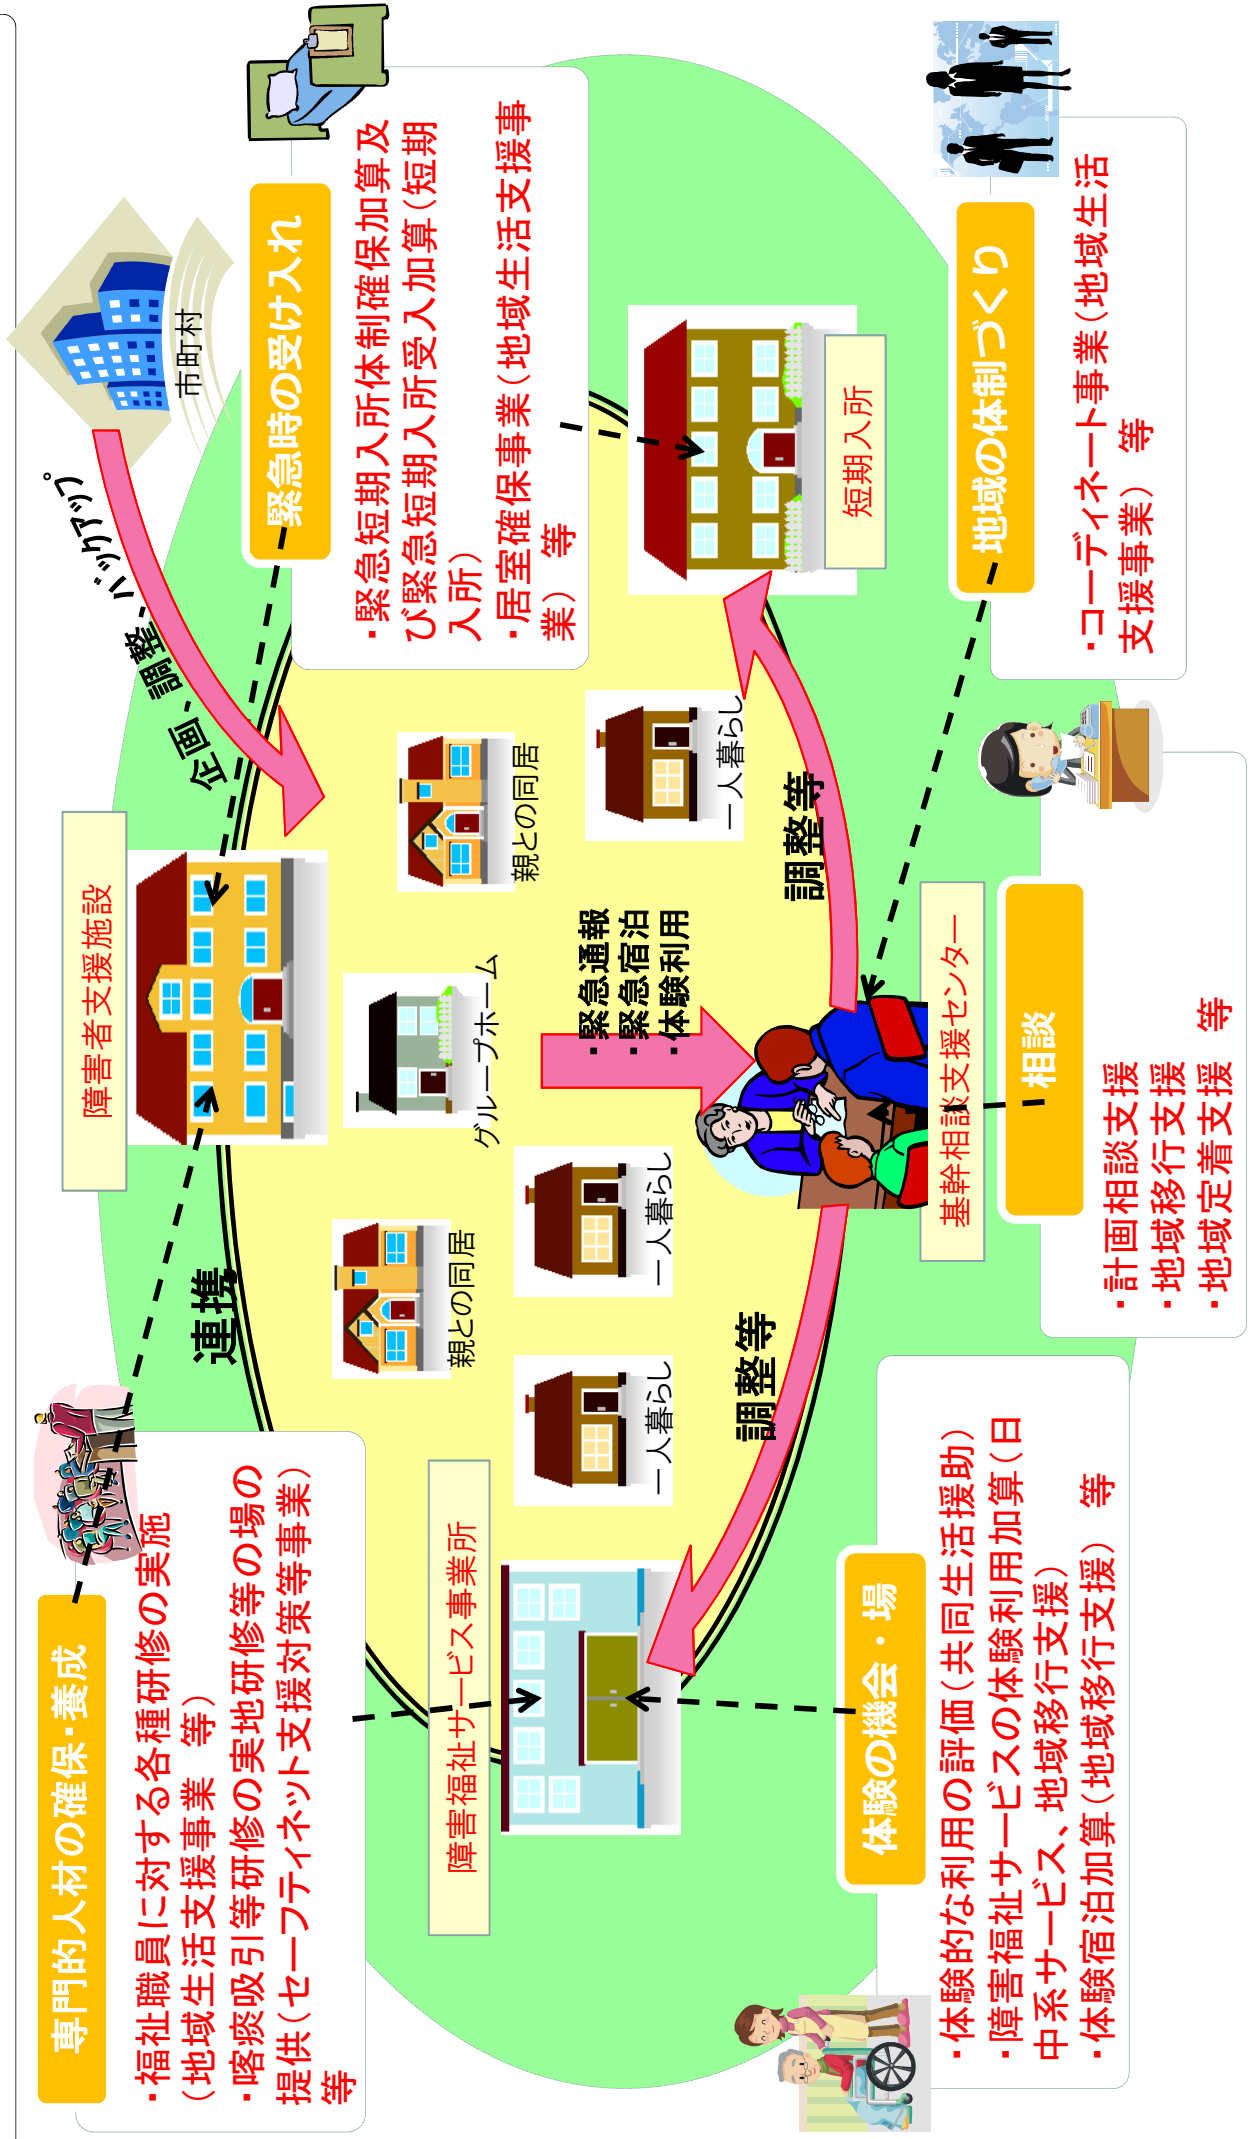 専門的人材の確保・養成
・福祉職員に対する各種研修の実施
(地域生活支援事業　等)
・喀痰吸引等研修の実地研修等の場の
提供(セーフティネット支援対策等事業)
等
連携
障害者支援施設
企画、調整、バックアップ
市町村
緊急時の受け入れ
・緊急短期入所体制確保加算及
び緊急短期入所受入加算(短期
入所)
・居室確保事業(地域生活支援事
業)　等
障害福祉サービス事業所
親との同居
グループホーム
親との同居
一人暮らし
一人暮らし
一人暮らし
・緊急通報
・緊急宿泊
・体験利用
短期入所
調整等
調整等
基幹相談支援センター
体験の機会・場
・体験的な利用の評価(共同生活援助)
・障害福祉サービスの体験利用加算(日
中系サービス、地域移行支援)
・体験宿泊加算(地域移行支援)　等
相談
・計画相談支援
・地域移行支援
・地域定着支援　等
地域の体制づくり
・コーディネート事業(地域生活
支援事業)　等